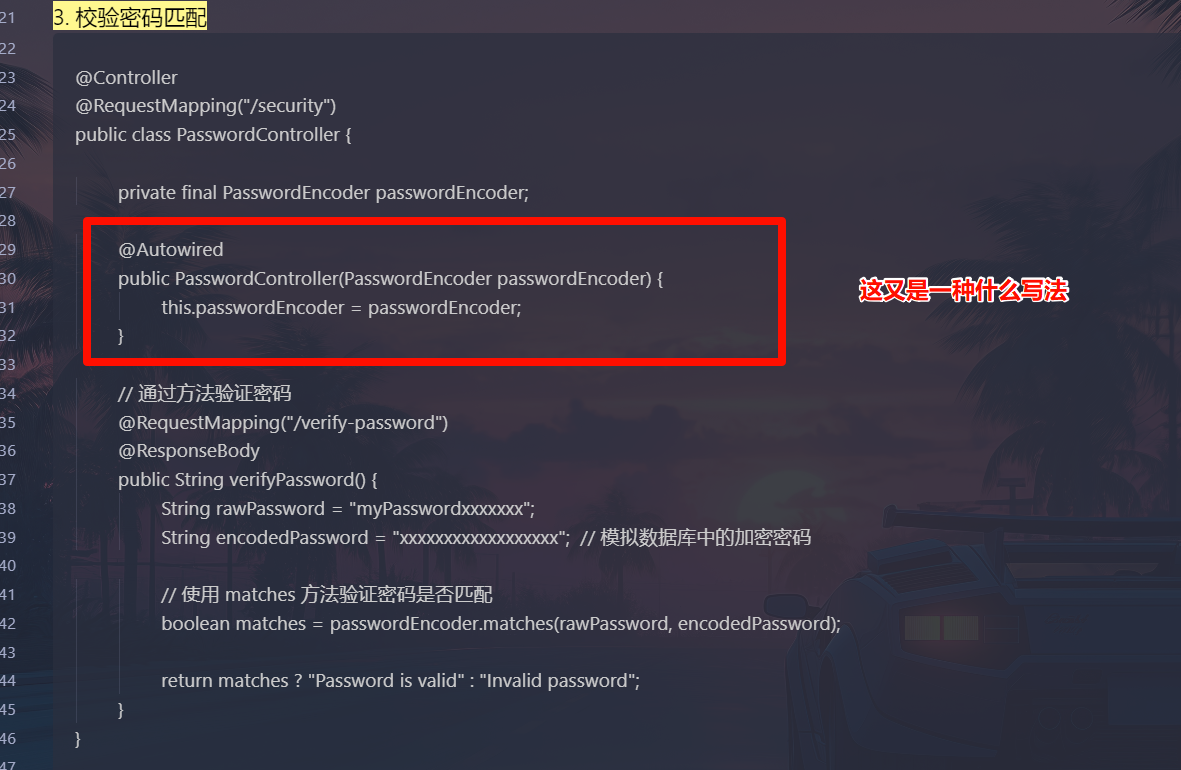 21 3. 校验密码匹配
22
23 @Controller
24 @RequestMapping("/security")
25 public class PasswordController {
26
27 private final PasswordEncoder passwordEncoder;
28
29 @Autowired
30 public PasswordController(PasswordEncoder passwordEncoder) {
这又是一种什么写法
31 this.passwordEncoder = passwordEncoder;
32 }
33
34 // 通过方法验证密码
35 @RequestMapping("/verify-password")
36 @ResponseBody
37 public String verifyPassword() {
38 String rawPassword = "myPasswordxxxxxxx";
39 String encodedPassword = "xxxxxxxxxxxxxxxxxx"; // 模拟数据库中的加密密码
40
41 // 使用 matches 方法验证密码是否匹配
42 boolean matches = passwordEncoder.matches(rawPassword, encodedPassword);
43
44 return matches ? "Password is valid" : "Invalid password";
45 }
46 }
47